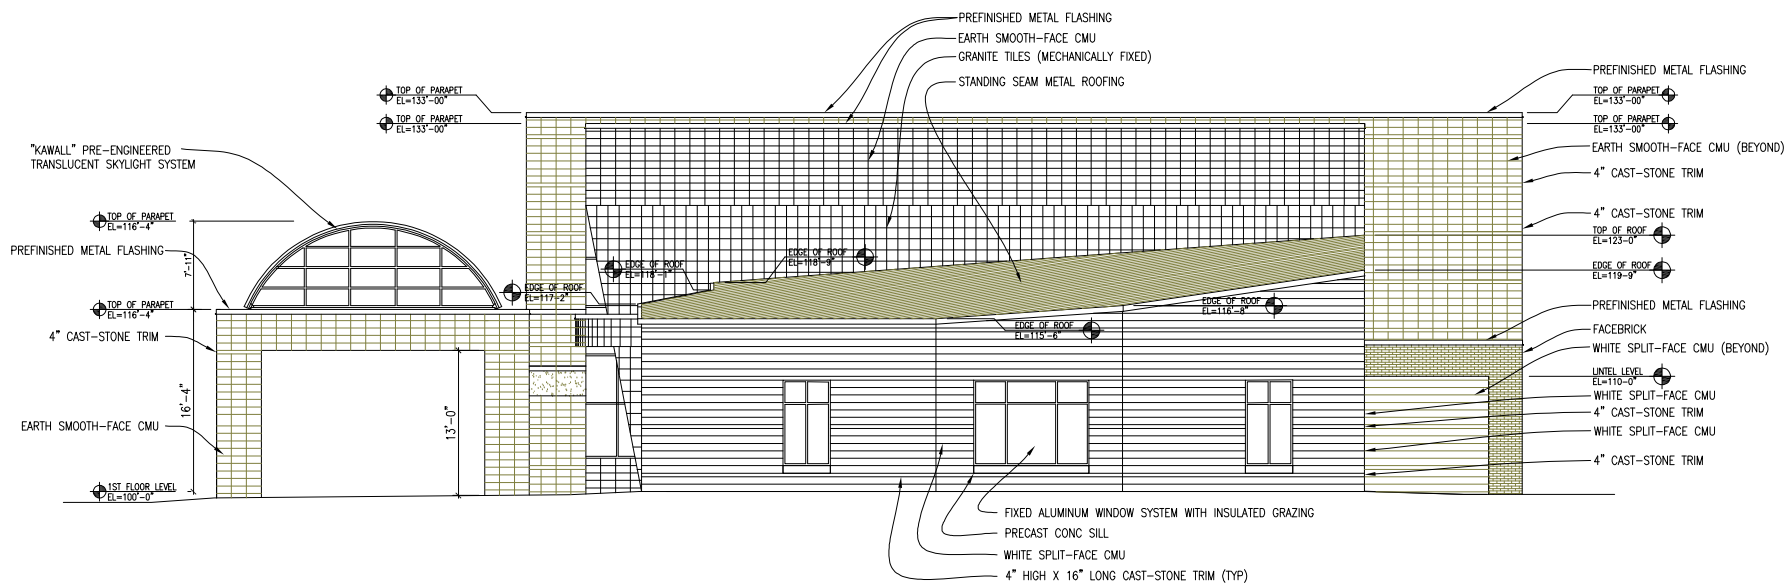 PREFINISHED METAL FLASHING
EARTH SMOOTH-FACE CMU
GRANITE TILES (MECHANICALLY FIXED)
STANDING SEAM METAL ROOFING
TOP OF PARAPET
EL=133'-00"
TOP OF PARAPET
EL=133'-00"
"KAWALL" PRE-ENGINEERED
TRANSLUCENT SKYLIGHT SYSTEM
TOP OF PARAPET
EL=116'-4"
PREFINISHED METAL FLASHING
7'-11"
TOP OF PARAPET
EL=116'-4"
4" CAST-STONE TRIM
16'-4"
13'-0"
EARTH SMOOTH-FACE CMU
1ST FLOOR LEVEL
EL=100'-0"
EDGE OF ROOF
EL=117'-2"
EDGE OF ROOF
EL=118'-1"
EDGE OF ROOF
EL=118'-9"
EDGE OF ROOF
EL=115'-6"
EDGE OF ROOF
EL=116'-8"
PREFINISHED METAL FLASHING
TOP OF PARAPET
EL=133'-00"
TOP OF PARAPET
EL=133'-00"
EARTH SMOOTH-FACE CMU (BEYOND)
4" CAST-STONE TRIM
4" CAST-STONE TRIM
TOP OF ROOF
EL=123-0"
EDGE OF ROOF
EL=119'-9"
PREFINISHED METAL FLASHING
FACEBRICK
WHITE SPLIT-FACE CMU (BEYOND)
LINTEL LEVEL
EL=110-0"
WHITE SPLIT-FACE CMU
4" CAST-STONE TRIM
WHITE SPLIT-FACE CMU
4" CAST-STONE TRIM
FIXED ALUMINUM WINDOW SYSTEM WITH INSULATED GRAZING
PRECAST CONC SILL
WHITE SPLIT-FACE CMU
4" HIGH X 16" LONG CAST-STONE TRIM (TYP)